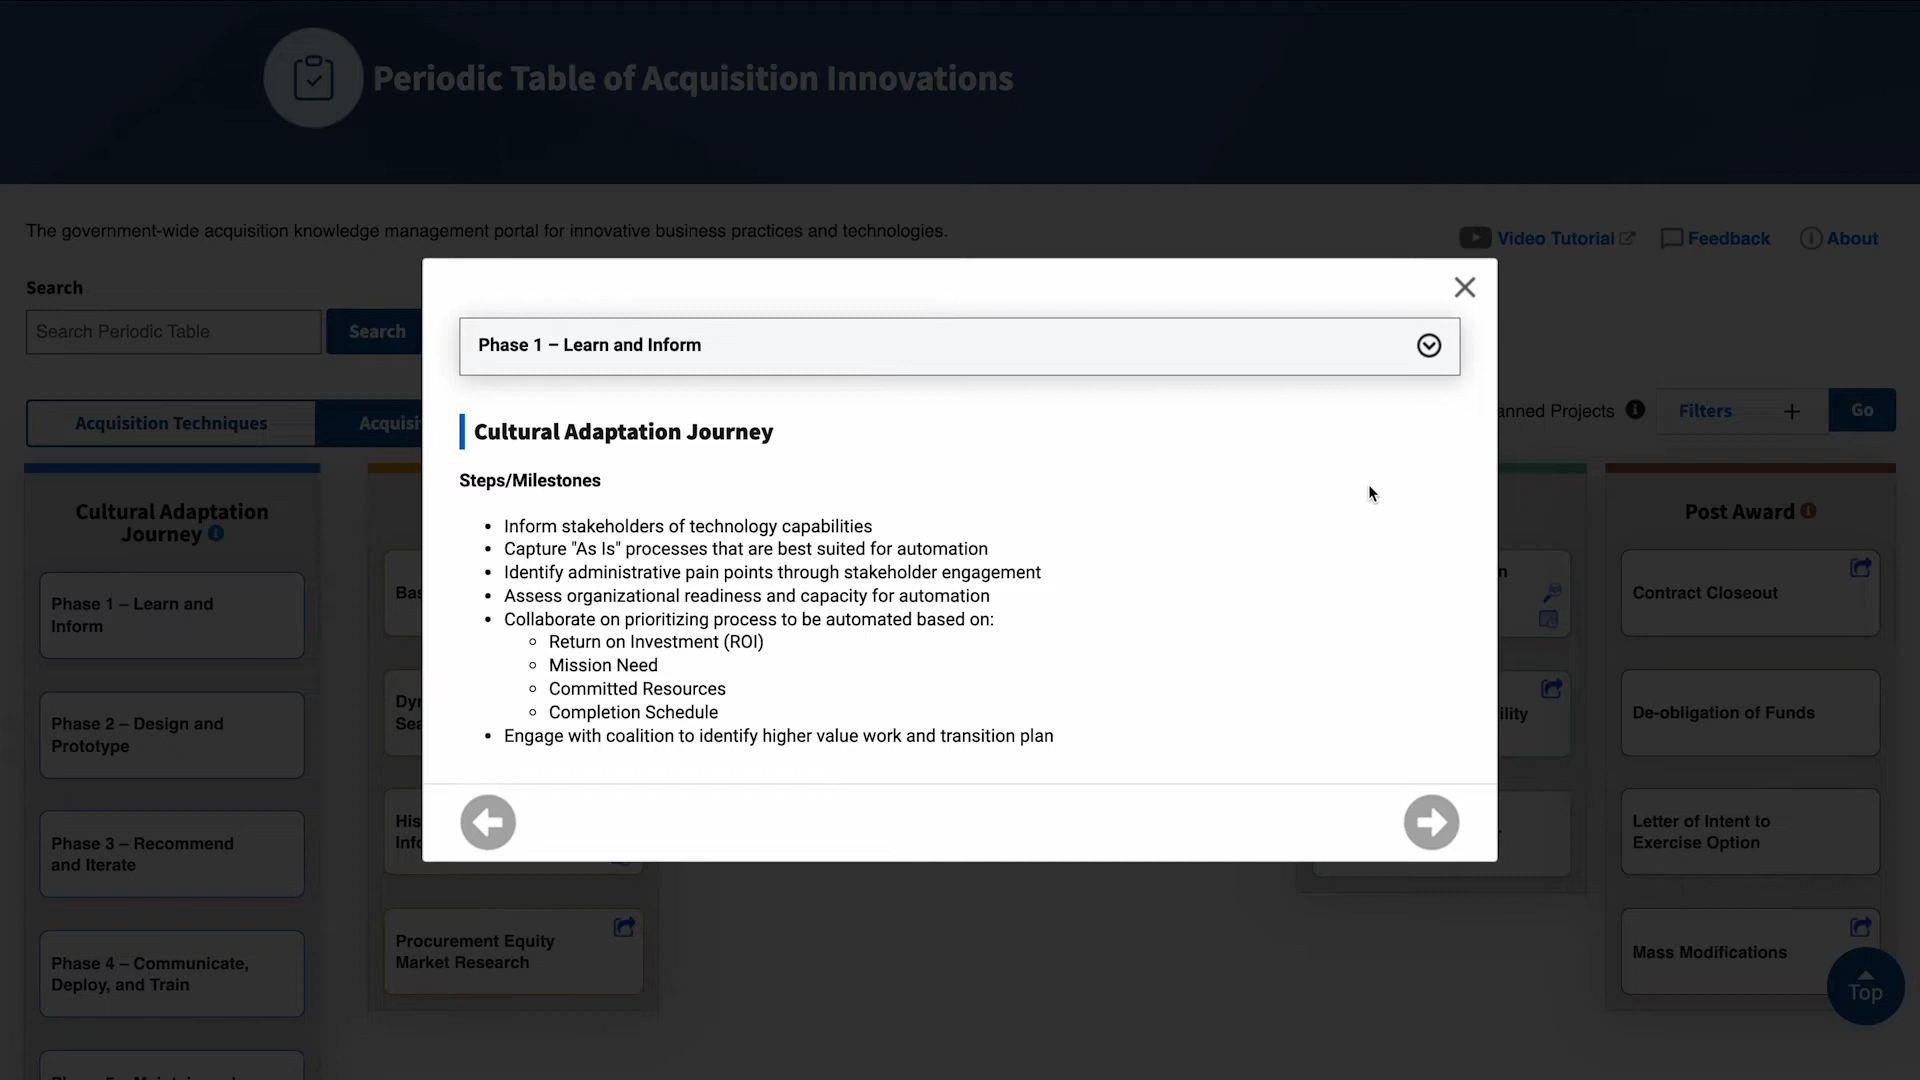 Periodic Table of Acquisition Innovations
The government-wide acquisition knowledge management portal for innovative business practices and technologies.
Video Tutorial
Feedback
About
Search
Search Periodic Table
Search
Acquisition Techniques
anned Projects
Filters
Go
Phase 1 – Learn and Inform
Cultural Adaptation Journey
Steps/Milestones
• Inform stakeholders of technology capabilities
• Capture "As Is" processes that are best suited for automation
• Identify administrative pain points through stakeholder engagement
• Assess organizational readiness and capacity for automation
• Collaborate on prioritizing process to be automated based on:
◦ Return on Investment (ROI)
◦ Mission Need
◦ Committed Resources
◦ Completion Schedule
• Engage with coalition to identify higher value work and transition plan
Cultural Adaptation
Journey
Phase 1 – Learn and
Inform
Phase 2 – Design and
Prototype
Phase 3 – Recommend
and Iterate
Phase 4 – Communicate,
Deploy, and Train
Procurement Equity
Market Research
Post Award
Contract Closeout
De-obligation of Funds
Letter of Intent to
Exercise Option
Mass Modifications
Top